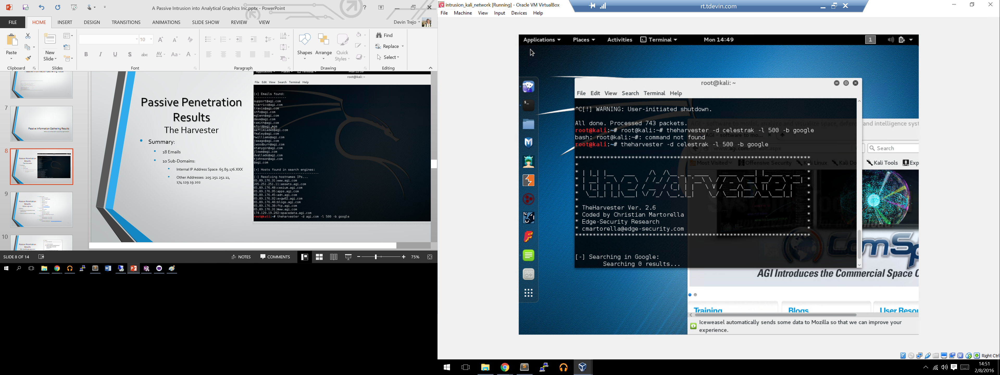 A Passive Intrusion into Analytical Graphics Inc.pptx - PowerPoint
FILE
HOME
INSERT
DESIGN
TRANSITIONS
ANIMATIONS
SLIDE SHOW
REVIEW
VIEW
Devin Trejo
Paste
New
Slide
10
Shapes
Arrange
Quick
Styles
Find
Replace
Select
Clipboard
Slides
Font
Paragraph
Drawing
Editing
7
Passive Information Gathering Results
8
9
10
Passive Penetration
Results
The Harvester
Summary:
18 Emails
10 Sub-Domains:
Internal IP Address Space: 65.89.176.XXX
Other Addresses: 205.251.251.11,
174.129.19.202
root@kali: ~
File Edit View Search Terminal Help
[+] Emails found:
------------------
support@agi.com
tcarrico@agi.com
travis@agi.com
info@agi.com
mglenn@agi.com
dave@agi.com
tsmith@agi.com
mford@agi.com
seftimiades@agi.com
fmaley@agi.com
hwilliams@agi.com
jseago@agi.com
jwoodburn@agi.com
stanygin@agi.com
jlowe@agi.com
dvallado@agi.com
tjohnson@agi.com
@agi.com
[+] Hosts found in search engines:
------------------------------------
[-] Resolving hostnames IPs...
65.89.176.31:www.agi.com
205.251.251.11:assets.agi.com
65.89.176.48:cesium.agi.com
65.89.176.95:apps.agi.com
65.89.176.45:adn.agi.com
65.89.176.92:avgw02.agi.com
65.89.176.46:blogs.agi.com
65.89.176.38:ftp.agi.com
65.89.176.31:Www.agi.com
174.129.19.202:spacedata.agi.com
root@kali:~# theharvester -d agi.com -l 500 -b google
SLIDE 8 OF 14
NOTES
COMMENTS
75%
intrusion_kali_network [Running] - Oracle VM VirtualBox
rt.tdevin.com
File Machine View Input Devices Help
Applications
Places
Activities
Terminal
Mon 14:49
1
root@kali: ~
File Edit View Search Terminal Help
^C[!] WARNING: User-initiated shutdown.
All done. Processed 743 packets.
root@kali:~# root@kali:~# theharvester -d celestrak -l 500 -b google
bash: root@kali:~#: command not found
root@kali:~# theharvester -d celestrak -l 500 -b google
* TheHarvester Ver. 2.6 *
* Coded by Christian Martorella *
* Edge-Security Research *
* cmartorella@edge-security.com *
[-] Searching in Google:
Searching 0 results...
AGI - software to model, analyze and visualize space, defen
and intelligence syst
www.agi.com/default.aspx
Search
Most Visited
Offensive Security
Kali Linux
Kali Do
Kali Tools
Exp
ComSp
AGI Introduces the Commercial Space C
Training
Blogs
User Resou
Iceweasel automatically sends some data to Mozilla so that we can improve your
experience.
Right Ctrl
14:51
2/8/2016